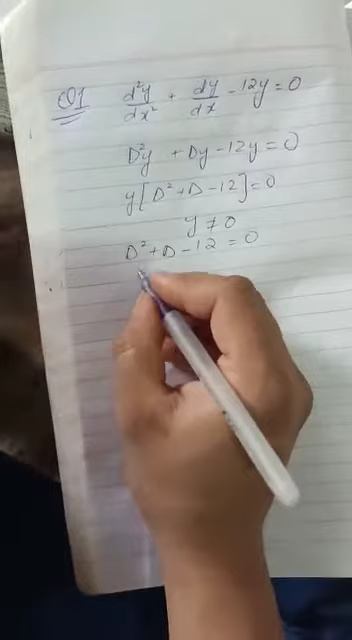 Q1 d²y/dx² + dy/dx - 12y = 0
D²y + Dy - 12y = 0
y[D² + D - 12] = 0
y ≠ 0
D² + D - 12 = 0